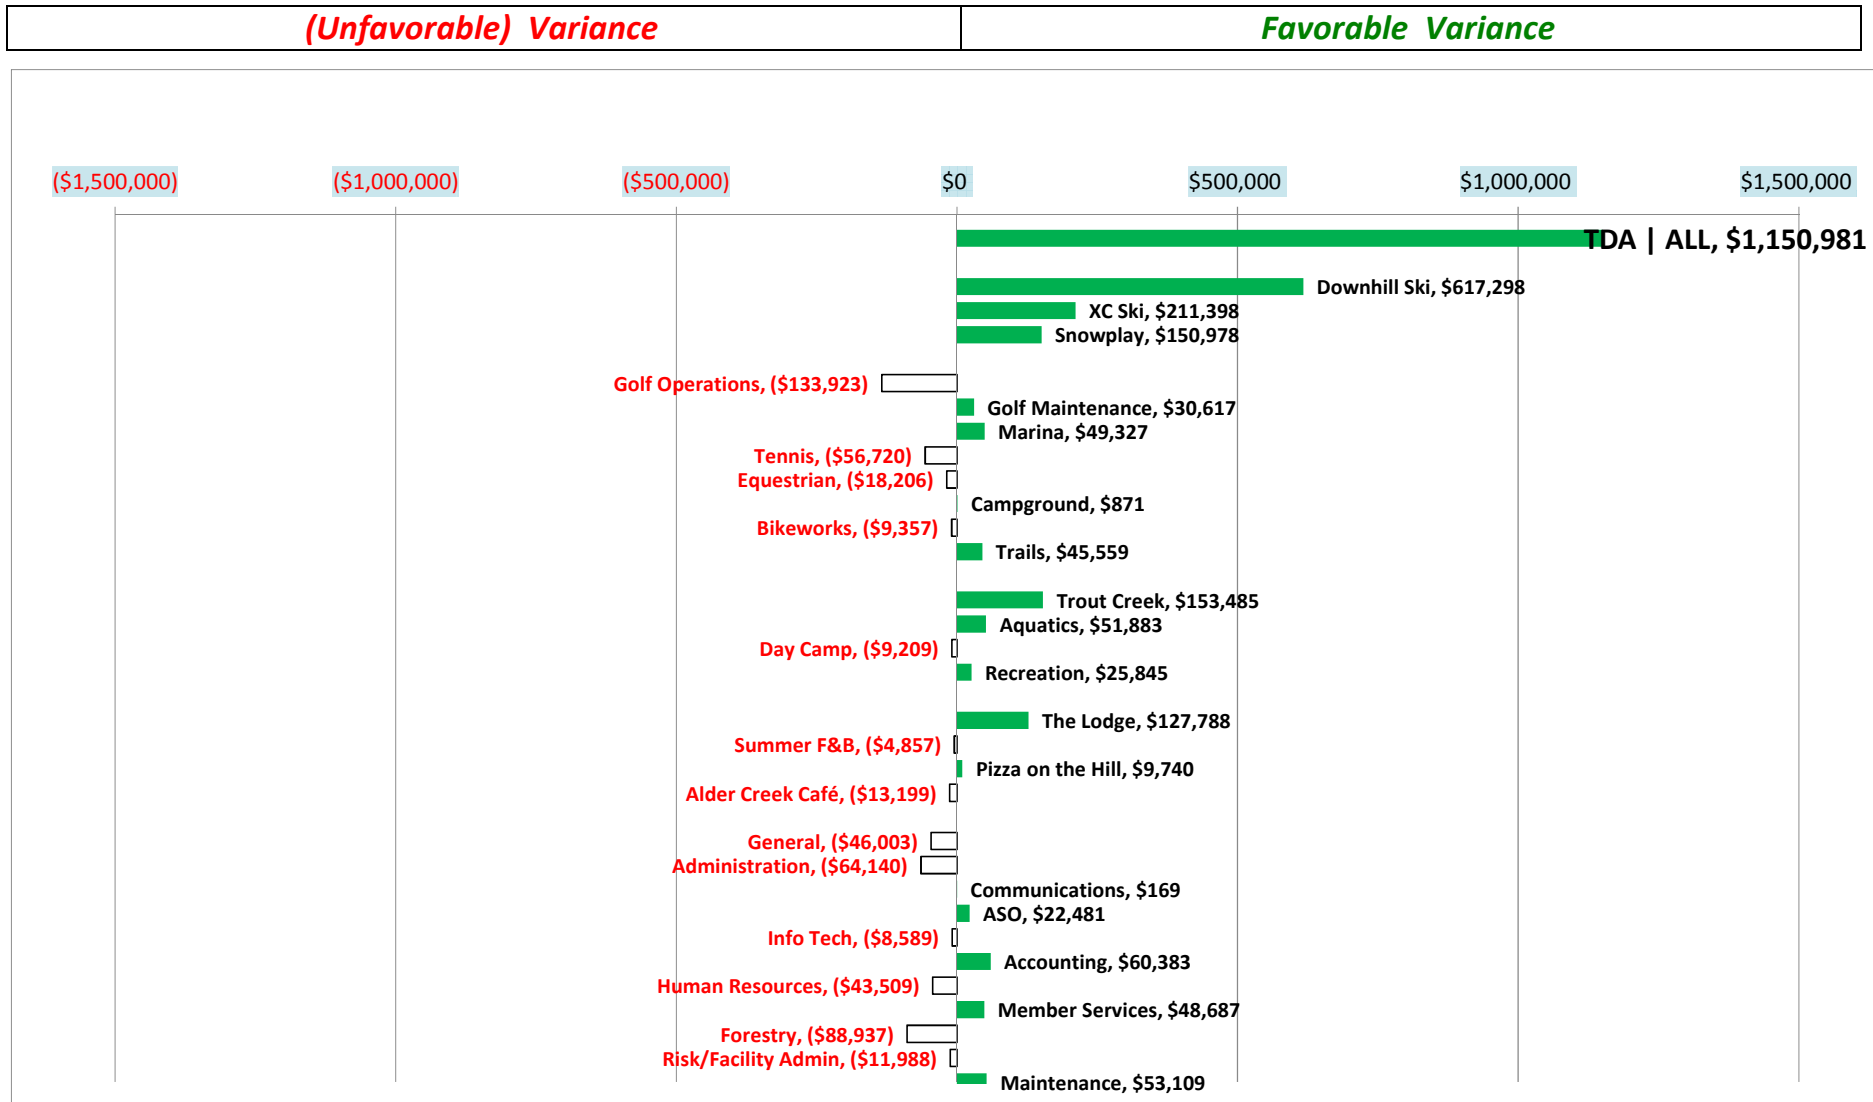 (Unfavorable) Variance
Favorable Variance
($1,500,000) ($1,000,000) ($500,000) $0 $500,000 $1,000,000 $1,500,000
TDA | ALL, $1,150,981
Downhill Ski, $617,298
XC Ski, $211,398
Snowplay, $150,978
Golf Operations, ($133,923)
Golf Maintenance, $30,617
Marina, $49,327
Tennis, ($56,720)
Equestrian, ($18,206)
Campground, $871
Bikeworks, ($9,357)
Trails, $45,559
Trout Creek, $153,485
Aquatics, $51,883
Day Camp, ($9,209)
Recreation, $25,845
The Lodge, $127,788
Summer F&B, ($4,857)
Pizza on the Hill, $9,740
Alder Creek Café, ($13,199)
General, ($46,003)
Administration, ($64,140)
Communications, $169
ASO, $22,481
Info Tech, ($8,589)
Accounting, $60,383
Human Resources, ($43,509)
Member Services, $48,687
Forestry, ($88,937)
Risk/Facility Admin, ($11,988)
Maintenance, $53,109